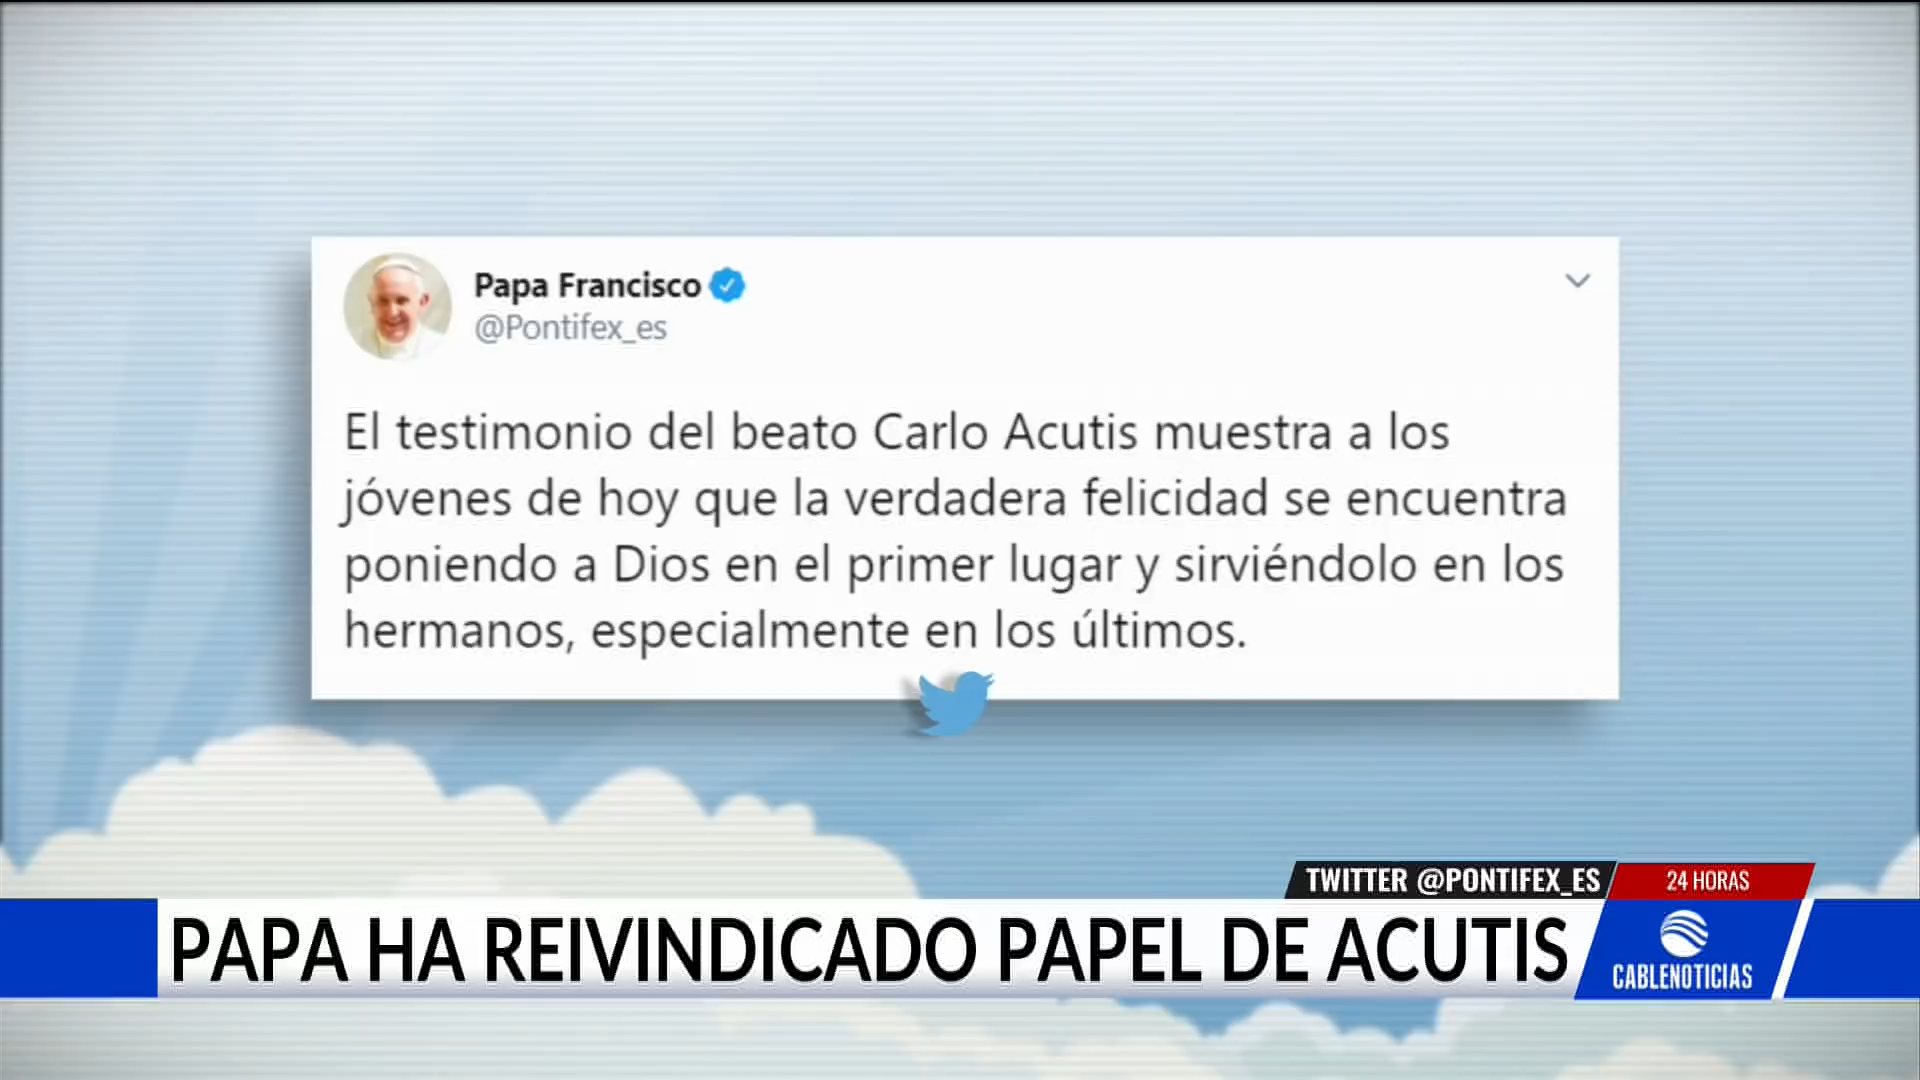 Papa Francisco
@Pontifex_es
El testimonio del beato Carlo Acutis muestra a los
jóvenes de hoy que la verdadera felicidad se encuentra
poniendo a Dios en el primer lugar y sirviéndolo en los
hermanos, especialmente en los últimos.
TWITTER @PONTIFEX_ES
24 HORAS
PAPA HA REIVINDICADO PAPEL DE ACUTIS
CABLENOTICIAS